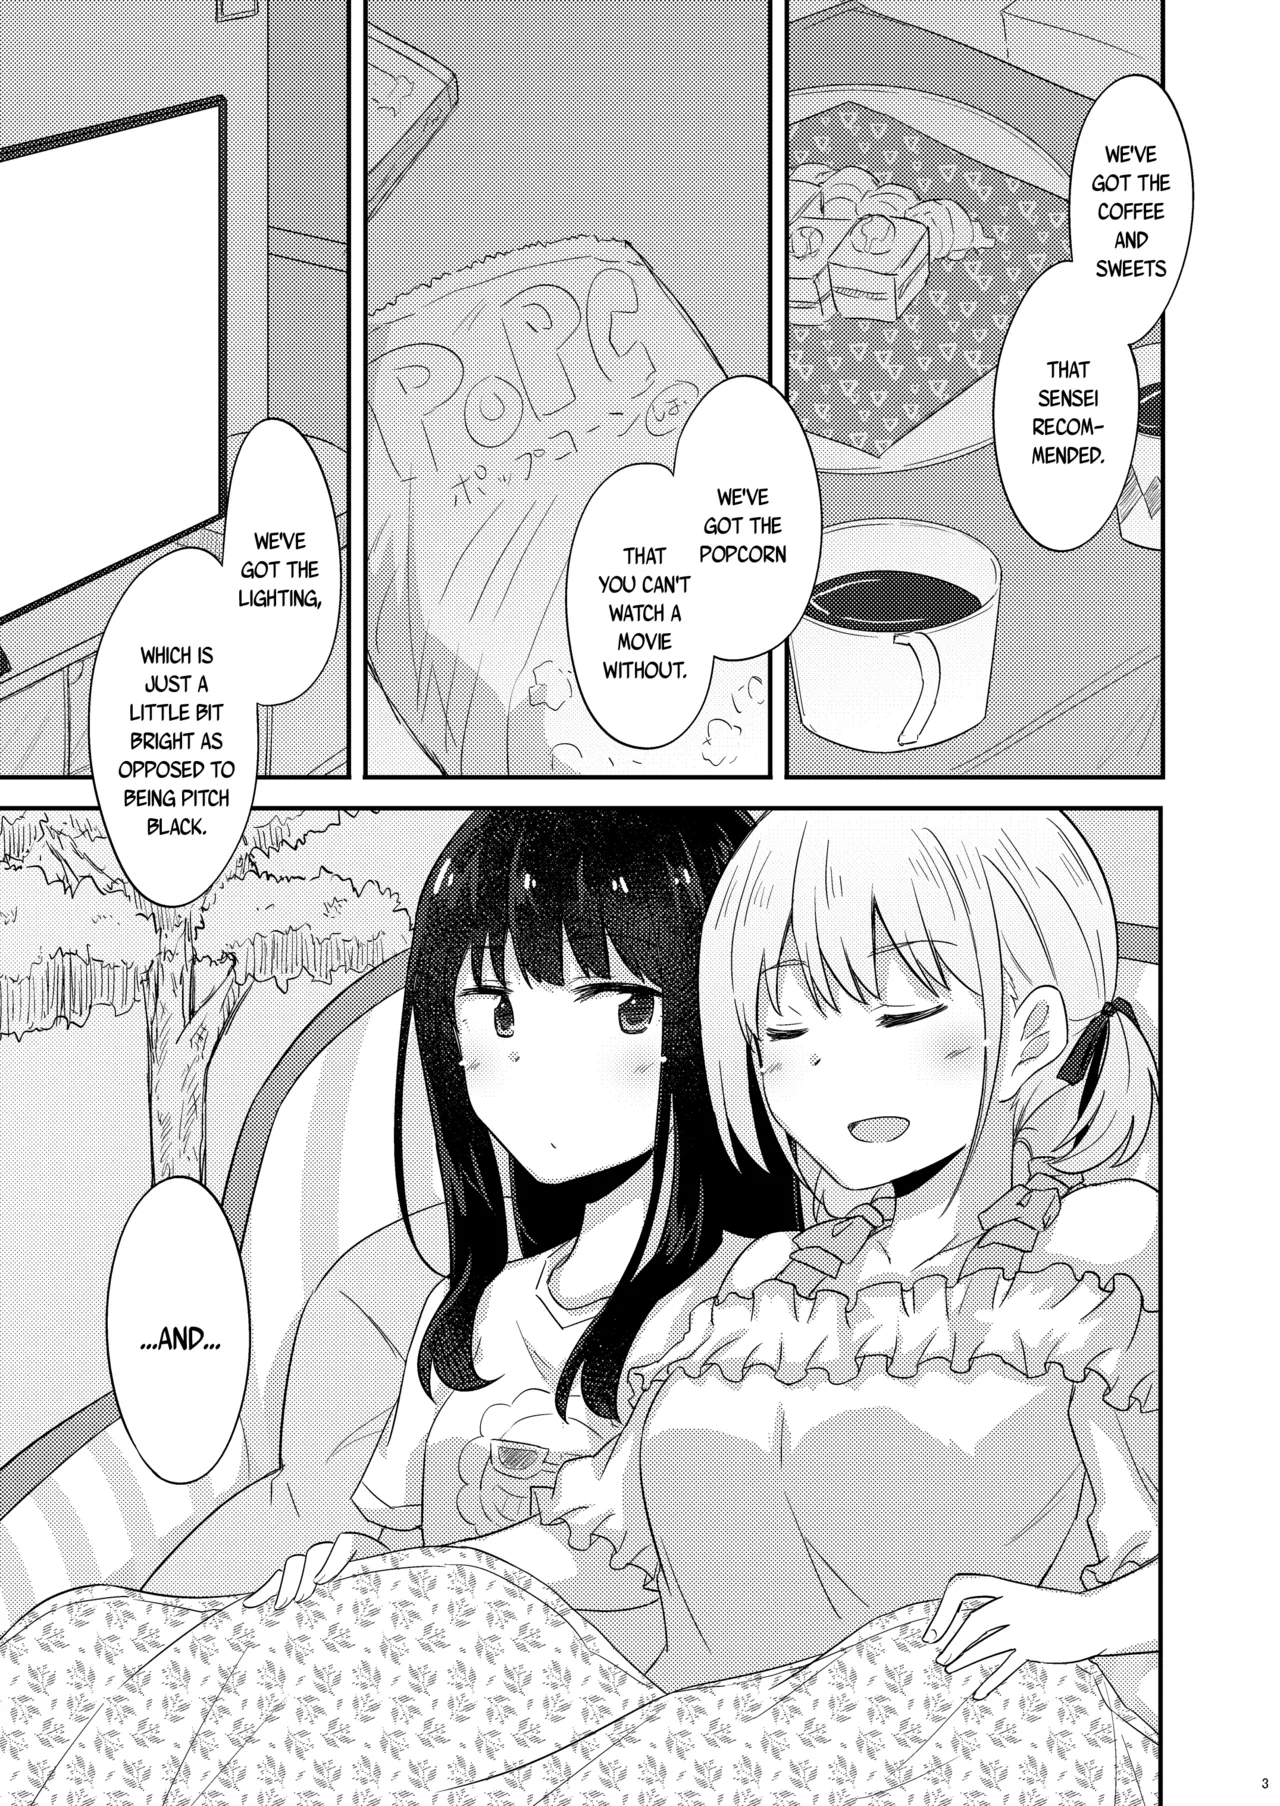 WE'VE
GOT THE
COFFEE
AND
SWEETS
THAT
SENSEI
RECOM-
MENDED.
WE'VE
GOT THE
POPCORN
THAT
YOU CAN'T
WATCH A
MOVIE
WITHOUT.
POPC
ポップコーン
しお
WE'VE
GOT THE
LIGHTING,
WHICH IS
JUST A
LITTLE BIT
BRIGHT AS
OPPOSED TO
BEING PITCH
BLACK.
...AND...
3